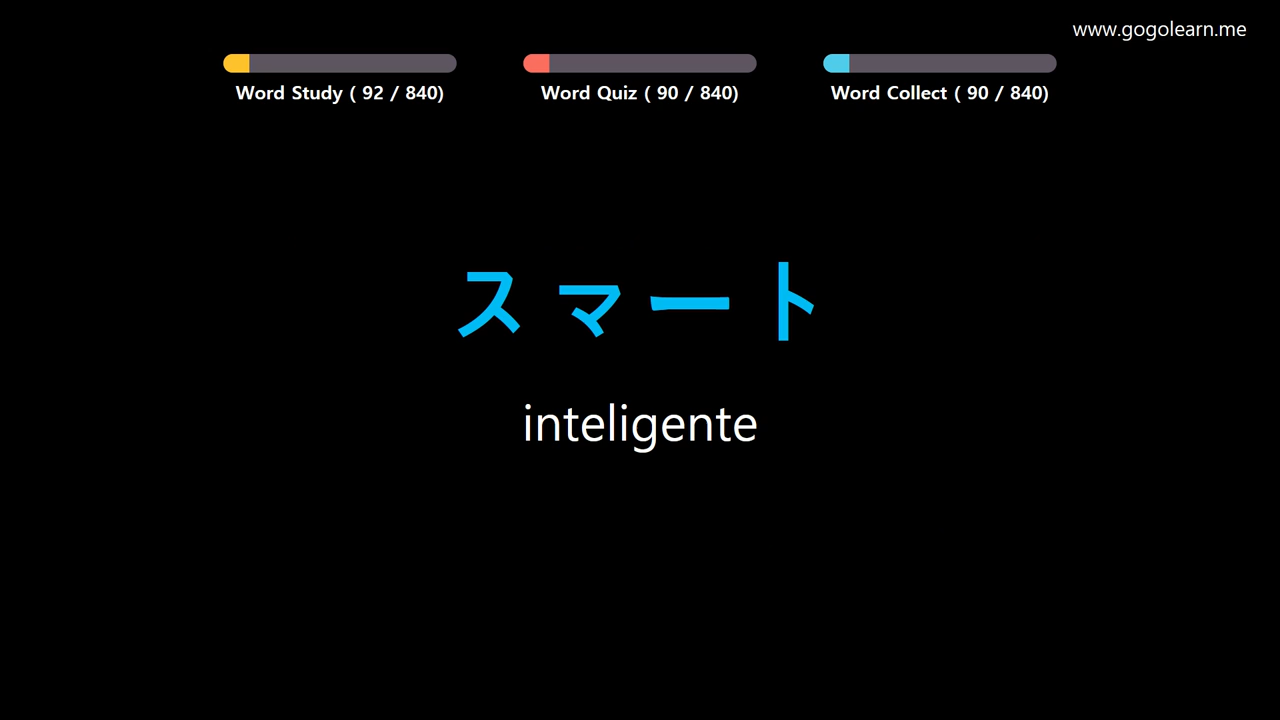 www.gogolearn.me
Word Study ( 92 / 840)
Word Quiz ( 90 / 840)
Word Collect ( 90 / 840)
スマート
inteligente